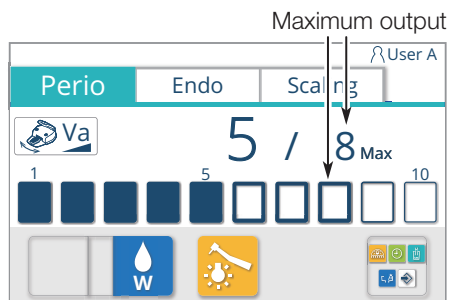 Maximum output
User A
Perio Endo Scaling
Va 5 / 8 Max
1 5 10
W